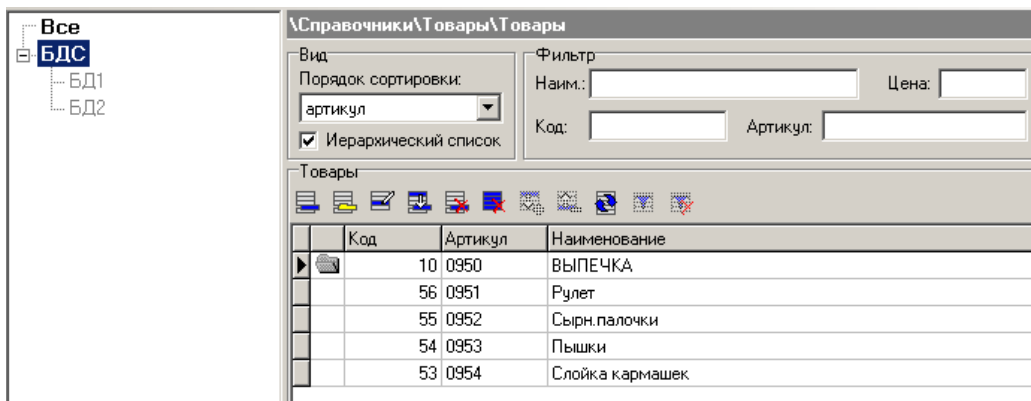 Все
БДС
БД1
БД2
\Справочники\Товары\Товары
Вид
Порядок сортировки:
артикул
Иерархический список
Фильтр
Наим.:
Цена:
Код:
Артикул:
Товары
Код Артикул Наименование
10 0950 ВЫПЕЧКА
56 0951 Рулет
55 0952 Сырн.палочки
54 0953 Пышки
53 0954 Слойка кармашек